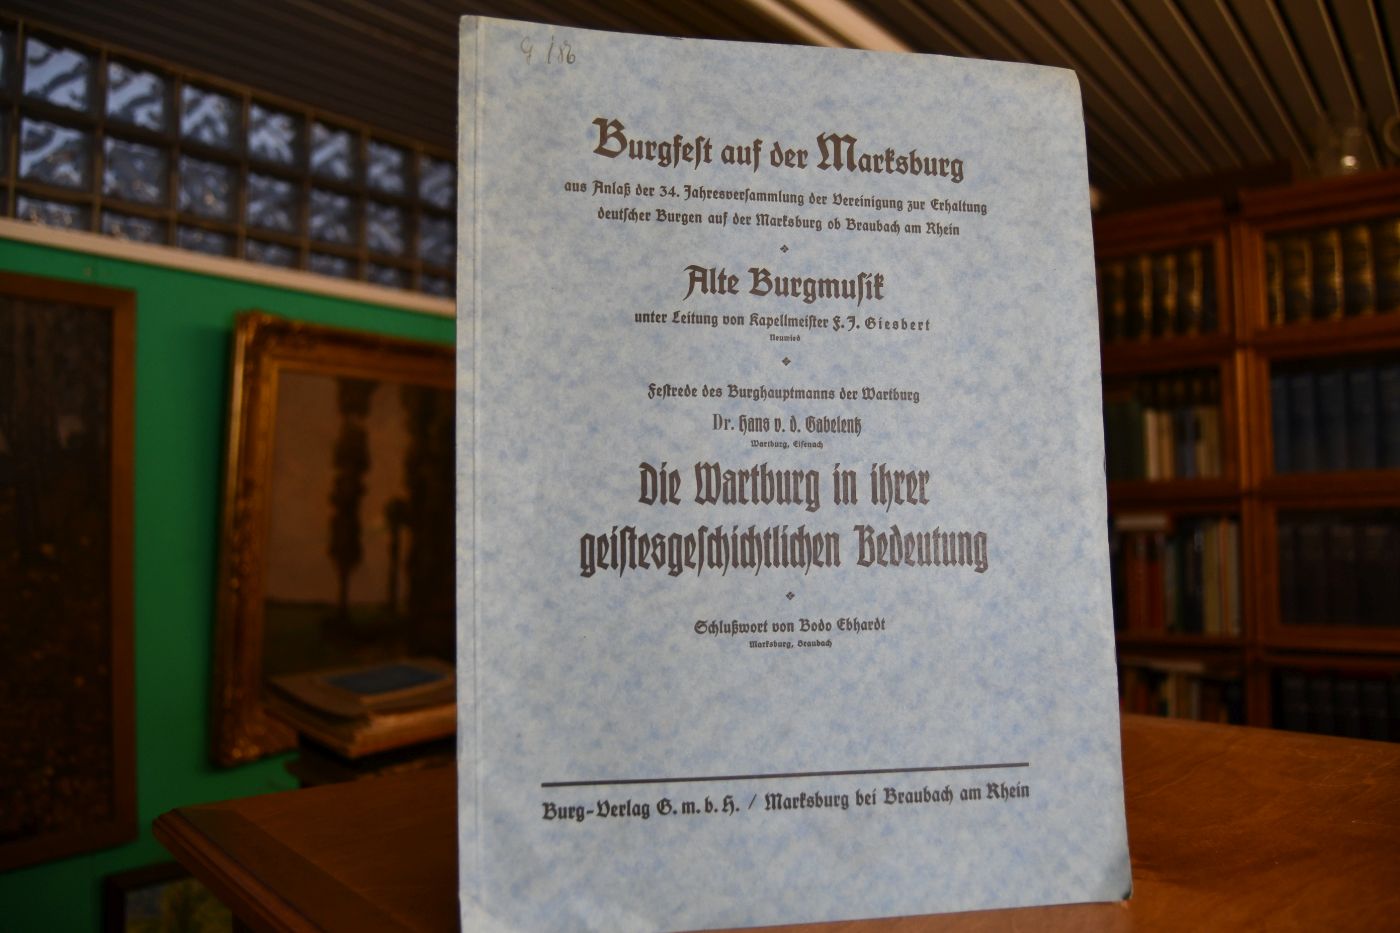 G 186
Burgfest auf der Marksburg
aus Anlaß der 34. Jahresversammlung der Vereinigung zur Erhaltung
deutscher Burgen auf der Marksburg ob Braubach am Rhein
Alte Burgmusik
unter Leitung von Kapellmeister F. J. Giesbert
Neuwied
Festrede des Burghauptmanns der Wartburg
Dr. Hans v. d. Gabelentz
Wartburg, Eisenach
Die Wartburg in ihrer
geistesgeschichtlichen Bedeutung
Schlußwort von Bodo Ebhardt
Marksburg, Braubach
Burg-Verlag G. m. b. H. / Marksburg bei Braubach am Rhein